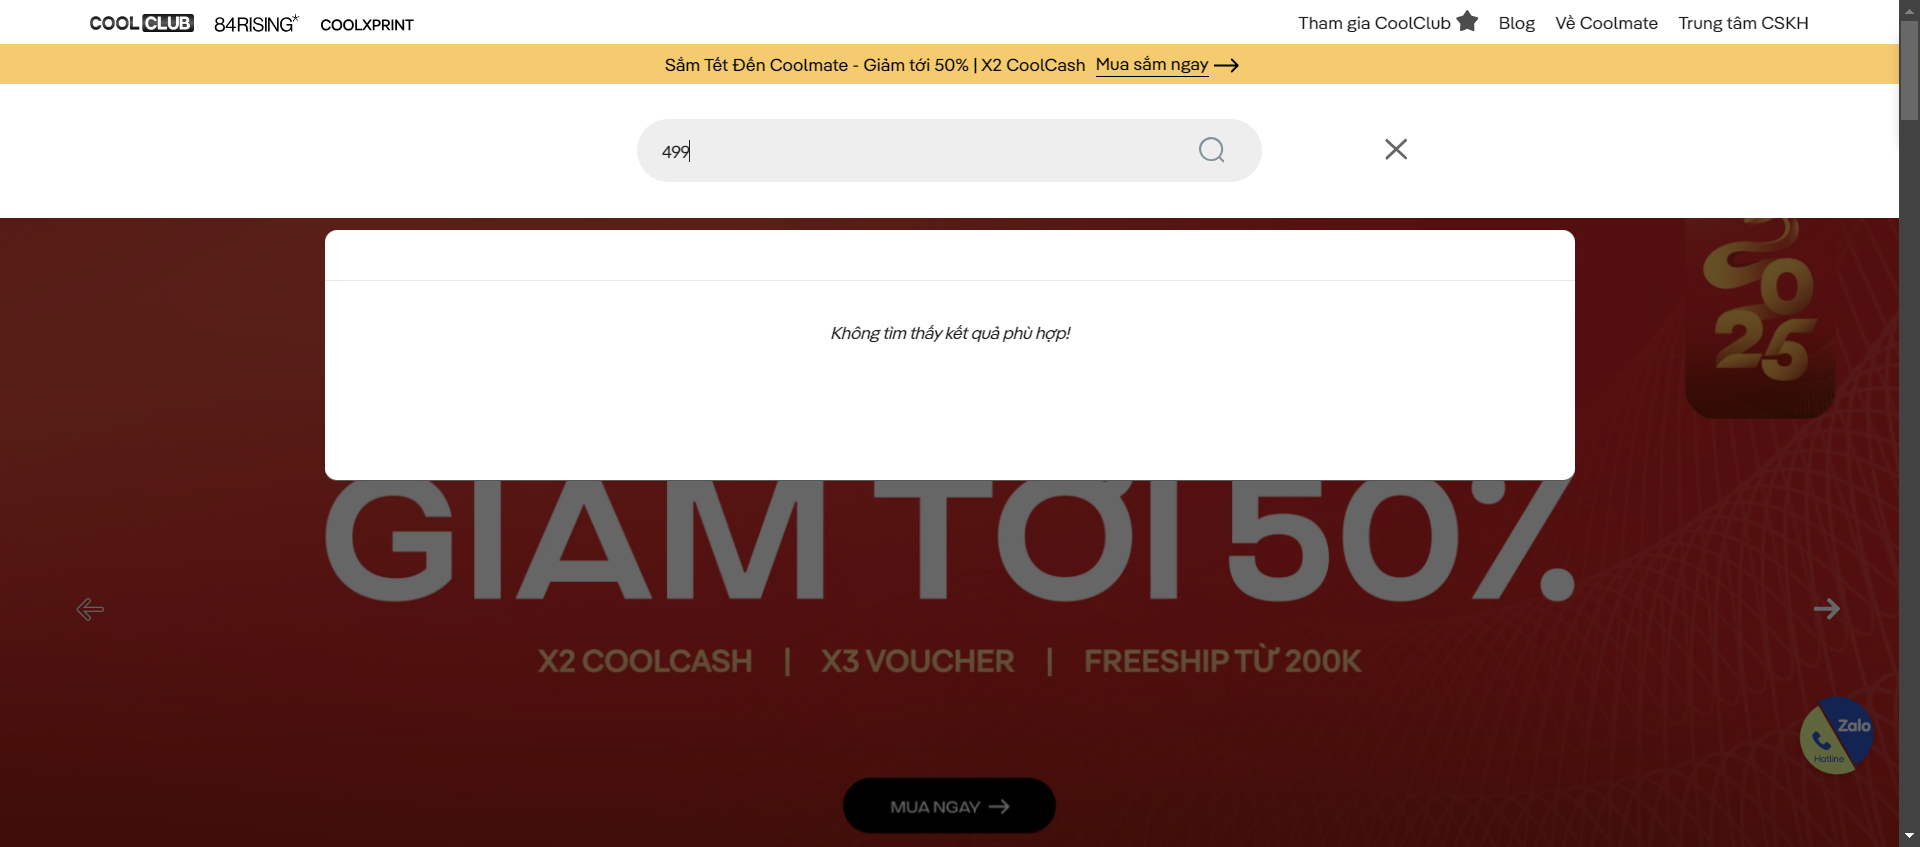 COOLCLUB 84RISING* COOLXPRINT Tham gia CoolClub Blog Về Coolmate Trung tâm CSKH
Sắm Tết Đến Coolmate - Giảm tới 50% | X2 CoolCash Mua sắm ngay
499
Không tìm thấy kết quả phù hợp!
2025
GIẢM TỚI 50%
X2 COOLCASH | X3 VOUCHER | FREESHIP TỪ 200K
Zalo
Hotline
MUA NGAY